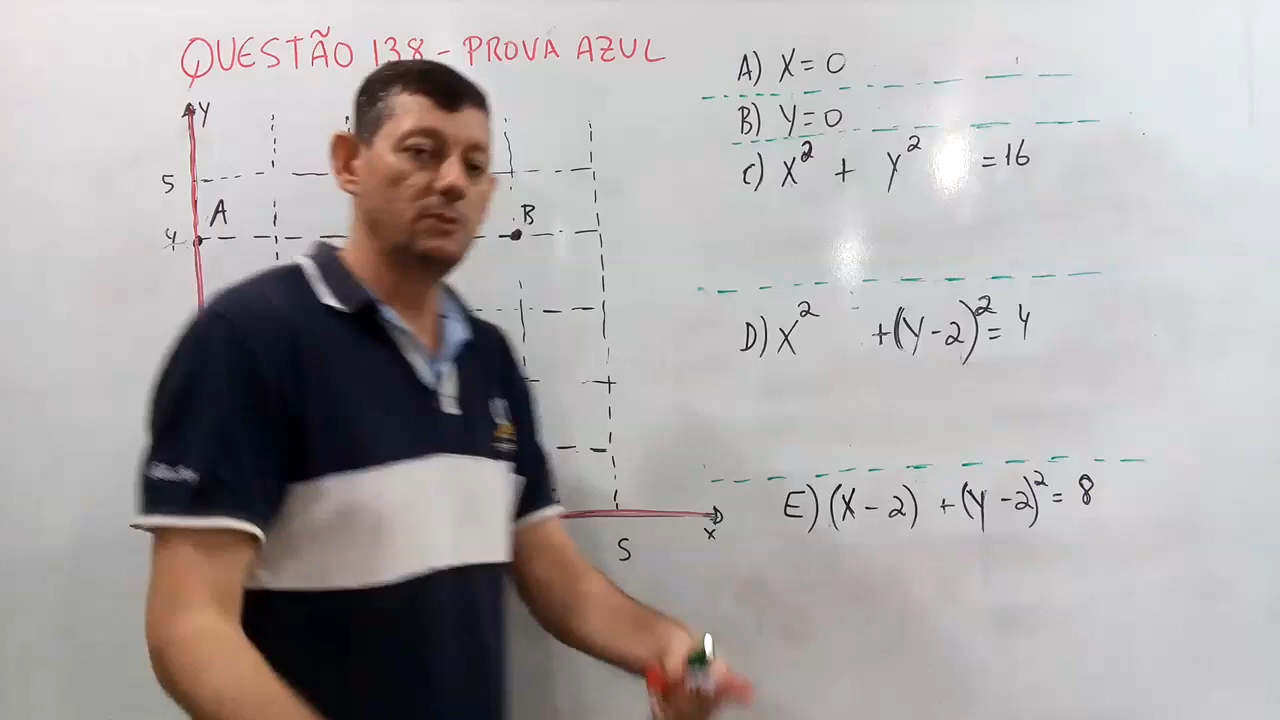 QUESTÃO 138 - PROVA AZUL
Y
5
A
B
4
S
X
A) X = 0
B) Y = 0
C) X² + Y² = 16
D) X² + (Y - 2)² = 4
E) (X - 2) + (Y - 2)² = 8